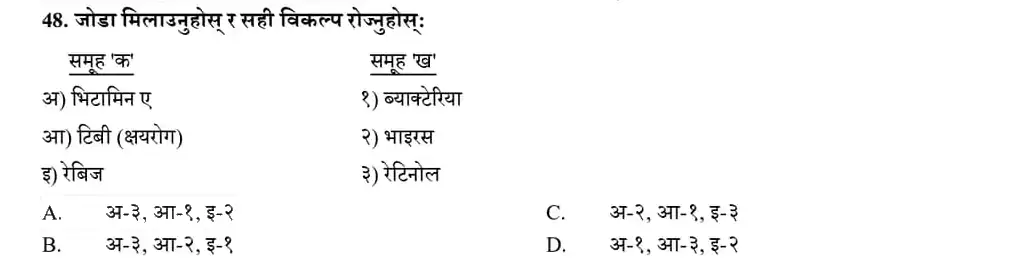 48. जोडा मिलाउनुहोस् र सही विकल्प रोज्नुहोस्:
समूह 'क' समूह 'ख'
अ) भिटामिन ए १) ब्याक्टेरिया
आ) टिबी (क्षयरोग) २) भाइरस
इ) रेबिज ३) रेटिनोल
A. अ-३, आ-१, इ-२ C. अ-२, आ-१, इ-३
B. अ-३, आ-२, इ-१ D. अ-१, आ-३, इ-२